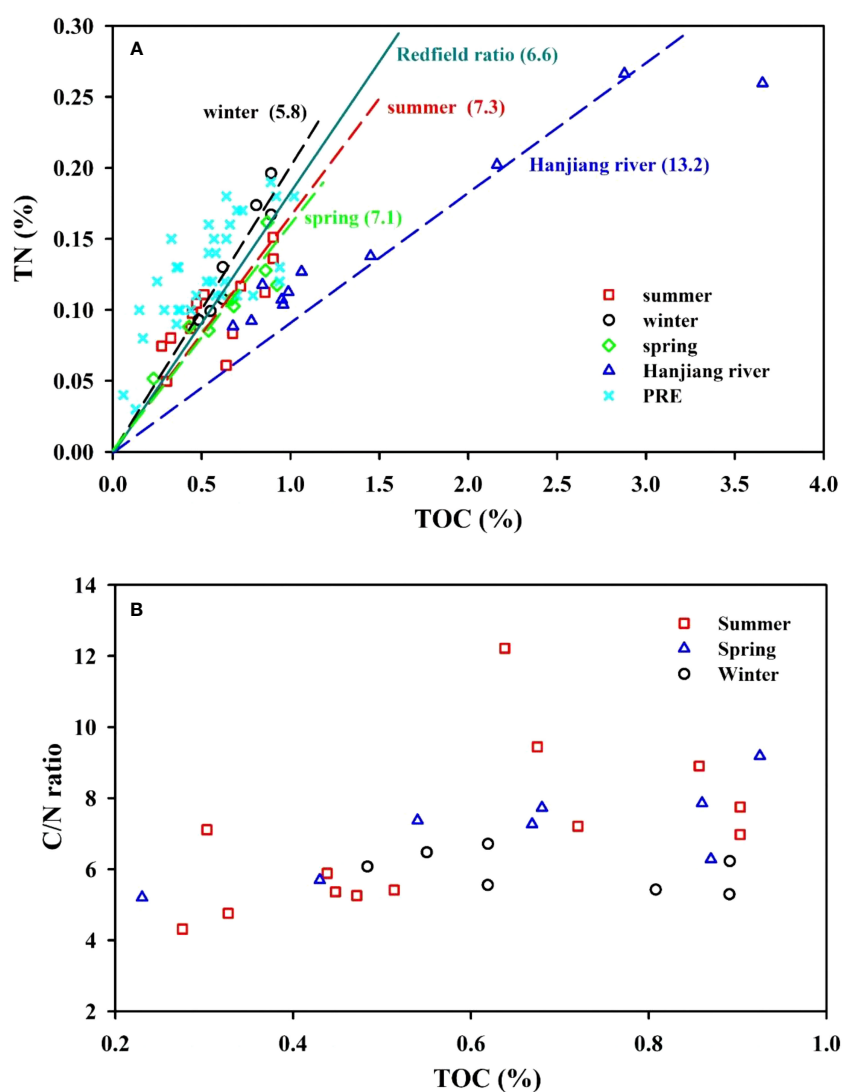 A
0.30
0.25
0.20
0.15
0.10
0.05
0.00
TN (%)
Redfield ratio (6.6)
winter (5.8)
summer (7.3)
Hanjiang river (13.2)
spring (7.1)
summer
winter
spring
Hanjiang river
PRE
0.0 0.5 1.0 1.5 2.0 2.5 3.0 3.5 4.0
TOC (%)
B
14
12
10
8
6
4
2
C/N ratio
Summer
Spring
Winter
0.2 0.4 0.6 0.8 1.0
TOC (%)